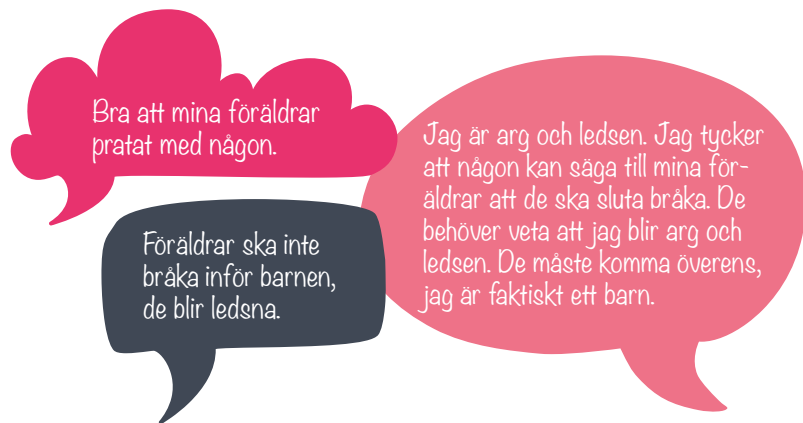 Bra att mina föräldrar
pratat med någon.
Föräldrar ska inte
bråka inför barnen,
de blir ledsna.
Jag är arg och ledsen. Jag tycker
att någon kan säga till mina för-
äldrar att de ska sluta bråka. De
behöver veta att jag blir arg och
ledsen. De måste komma överens,
jag är faktiskt ett barn.